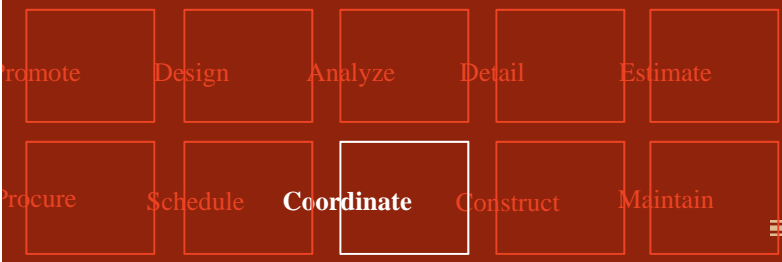 Promote Design Analyze Detail Estimate
Procure Schedule Coordinate Construct Maintain